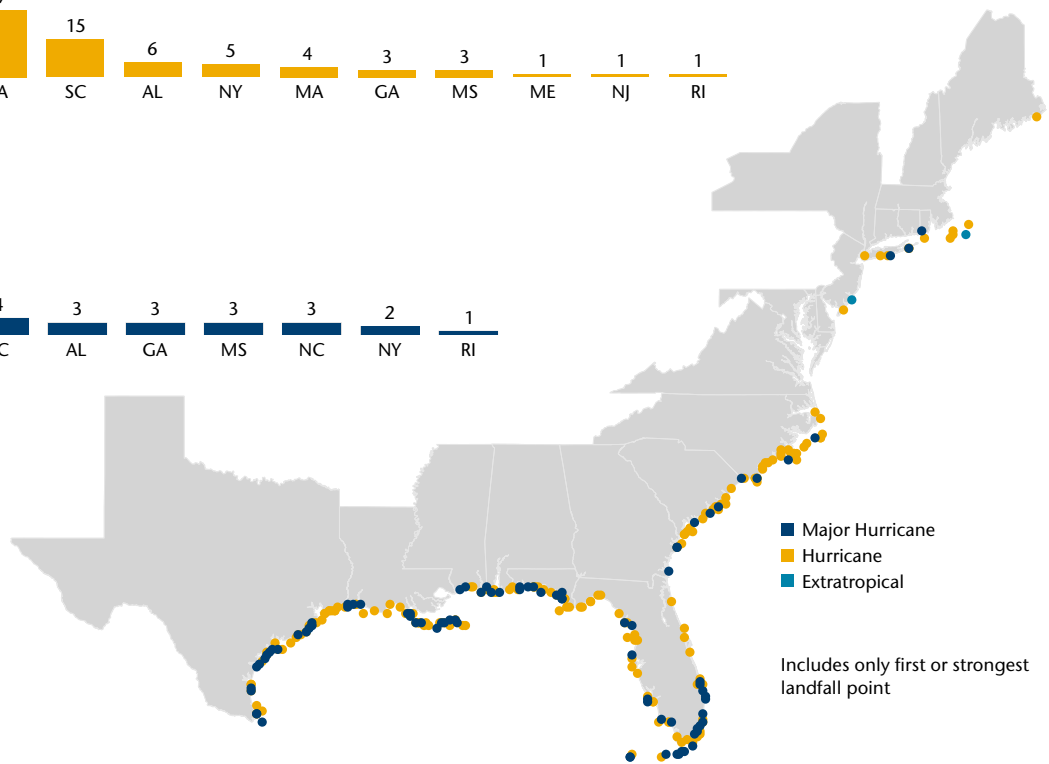 15 6 5 4 3 3 1 1 1
A SC AL NY MA GA MS ME NJ RI
3 3 3 3 2 1
C AL GA MS NC NY RI
Major Hurricane
Hurricane
Extratropical
Includes only first or strongest
landfall point